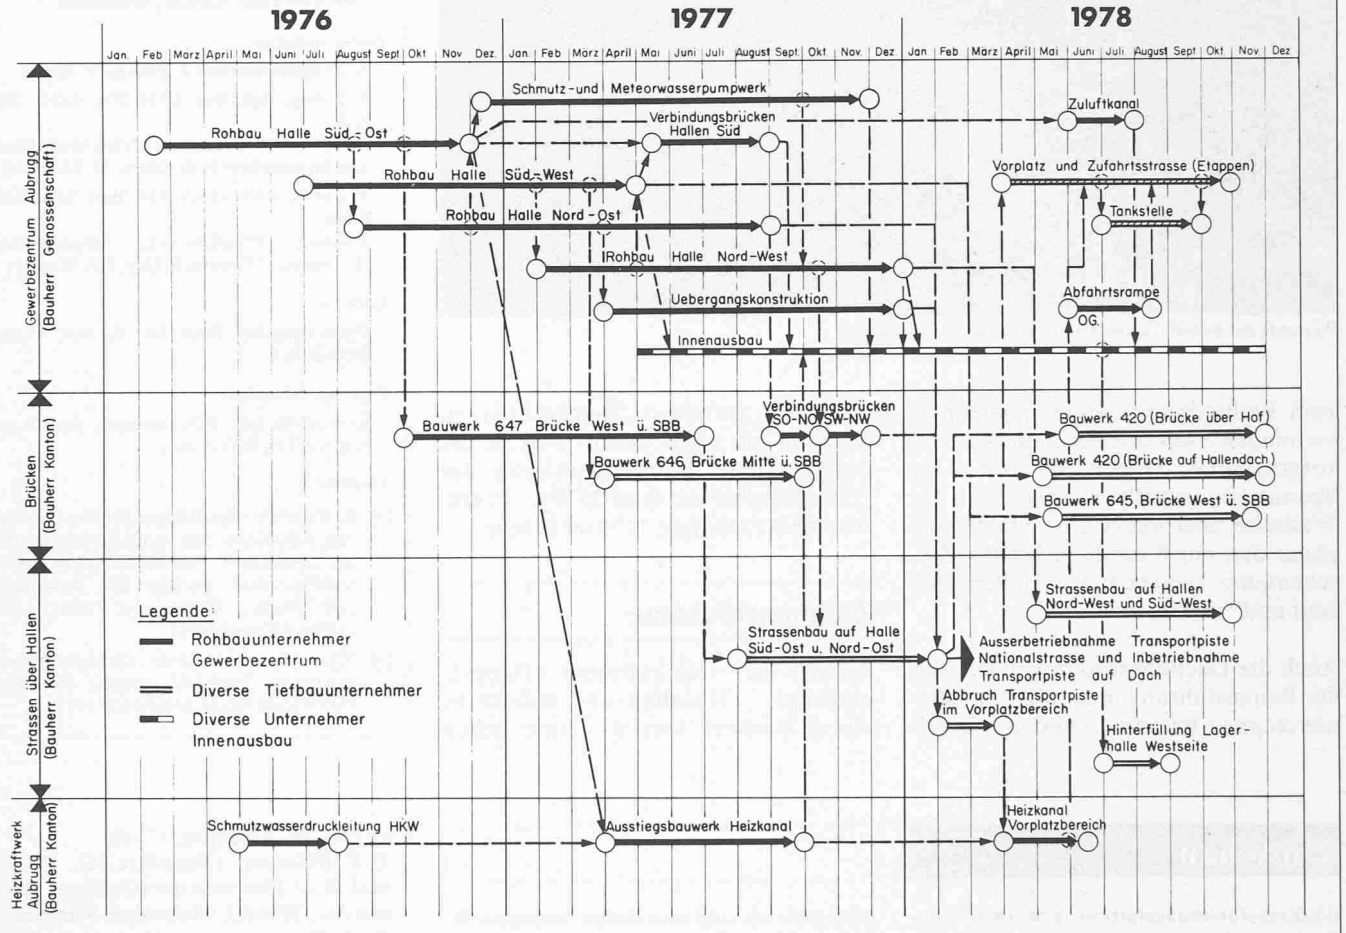 1976
1977
1978
Jan. Feb März April Mai Juni Juli August Sept Okt Nov. Dez.
Jan Feb März April Mai Juni Juli August Sept. Okt. Nov. Dez.
Jan Feb März April Mai Juni Juli August Sept Okt. Nov. Dez
Gewerbezentrum Aubrugg
(Bauherr Genossenschaft)
Schmutz-und Meteorwasserpumpwerk
Rohbau Halle Süd-Ost
Verbindungsbrücken
Hallen Süd
Zuluftkanal
Rohbau Halle Süd-West
Vorplatz und Zufahrtsstrasse (Etappen)
Rohbau Halle Nord-Ost
Tankstelle
Rohbau Halle Nord-West
Uebergangskonstruktion
Abfahrtsrampe
OG
Innenausbau
Brücken
(Bauherr Kanton)
Verbindungsbrücken
SO-NO SW-NW
Bauwerk 647 Brücke West ü. SBB
Bauwerk 420 (Brücke über Hof)
Bauwerk 646, Brücke Mitte ü. SBB
Bauwerk 420 (Brücke auf Hallendach)
Bauwerk 645, Brücke West ü. SBB
Strassen über Hallen
(Bauherr Kanton)
Legende:
Rohbauunternehmer
Gewerbezentrum
Diverse Tiefbauunternehmer
Diverse Unternehmer
Innenausbau
Strassenbau auf Hallen
Nord-West und Süd-West
Strassenbau auf Halle
Süd-Ost u. Nord-Ost
Ausserbetriebnahme Transportpiste
Nationalstrasse und Inbetriebnahme
Transportpiste auf Dach
Abbruch Transportpiste
im Vorplatzbereich
Hinterfüllung Lager-
halle Westseite
Heizkraftwerk
Aubrugg
(Bauherr Kanton)
Schmutzwasserdruckleitung HKW
Ausstiegsbauwerk Heizkanal
Heizkanal
Vorplatzbereich